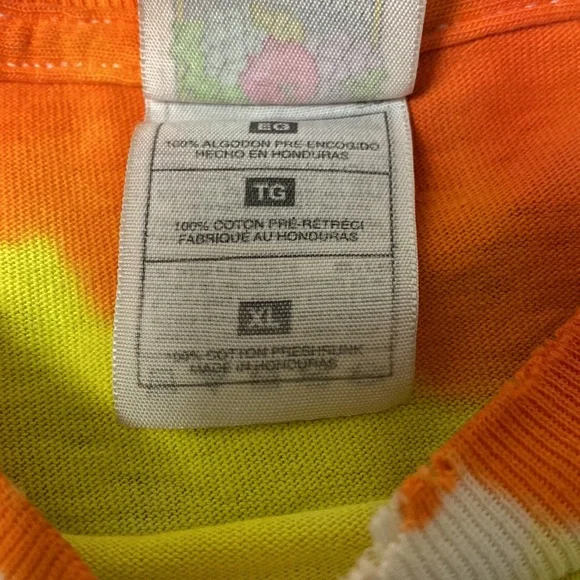 EG
100% ALGODON PRE-ENCOGIDO
HECHO EN HONDURAS
TG
100% COTON PRÉ-RÉTRÉCI
FABRIQUÉ AU HONDURAS
XL
100% COTTON PRESHRUNK
MADE IN HONDURAS